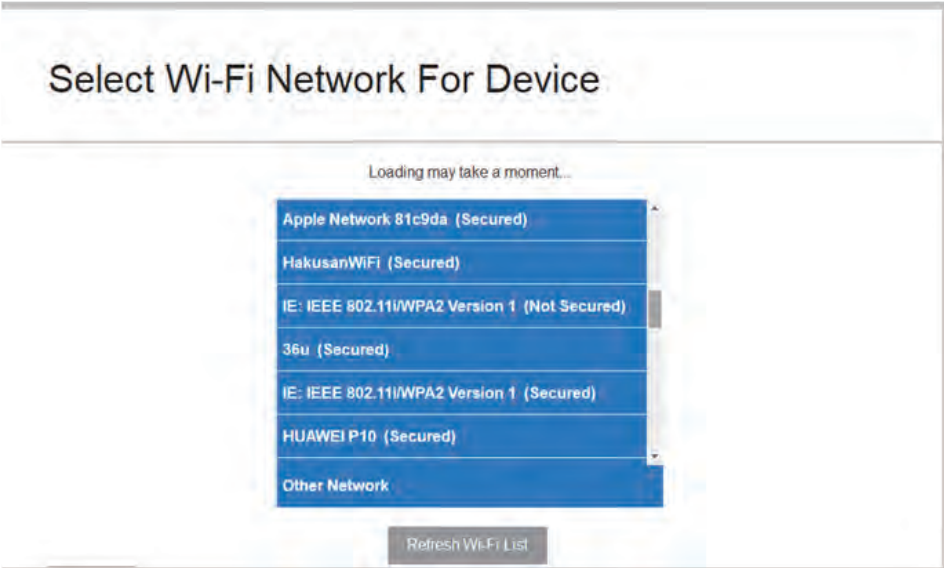 Select Wi-Fi Network For Device
Loading may take a moment...
Apple Network 81c9da (Secured)
HakusanWiFi (Secured)
IE: IEEE 802.11i/WPA2 Version 1 (Not Secured)
36u (Secured)
IE: IEEE 802.11i/WPA2 Version 1 (Secured)
HUAWEI P10 (Secured)
Other Network
Refresh Wi-Fi List